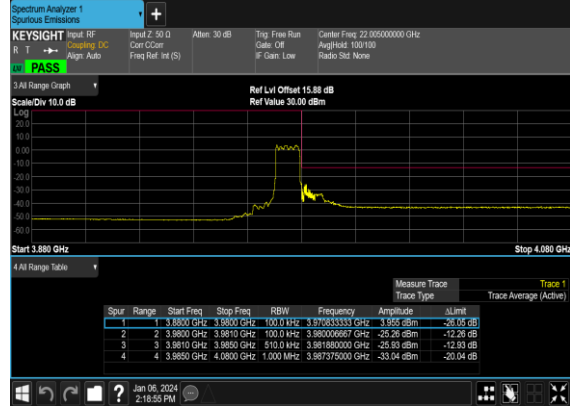 Spectrum Analyzer 1
Spurious Emissions
+
KEYSIGHT Input: RF Input Z: 50 Ω Atten: 30 dB Trig: Free Run Center Freq: 22.005000000 GHz
R T Coupling: DC Corr CCorr Gate: Off Avg|Hold: 100/100
Align: Auto Freq Ref: Int (S) IF Gain: Low Radio Std: None
PASS
3 All Range Graph
Ref Lvl Offset 15.88 dB
Scale/Div 10.0 dB Ref Value 30.00 dBm
Log
20.0
10.0
0.00
-10.0
-20.0
-30.0
-40.0
-50.0
-60.0
Start 3.880 GHz Stop 4.080 GHz
4 All Range Table
Measure Trace Trace 1
Trace Type Trace Average (Active)
Spur Range Start Freq Stop Freq RBW Frequency Amplitude ΔLimit
1 1 3.8800 GHz 3.9800 GHz 100.0 kHz 3.970833333 GHz 3.955 dBm -26.05 dB
2 2 3.9800 GHz 3.9810 GHz 100.0 kHz 3.980006667 GHz -25.26 dBm -12.26 dB
3 3 3.9810 GHz 3.9850 GHz 510.0 kHz 3.981880000 GHz -25.93 dBm -12.93 dB
4 4 3.9850 GHz 4.0800 GHz 1.000 MHz 3.987375000 GHz -33.04 dBm -20.04 dB
? Jan 06, 2024
2:18:55 PM